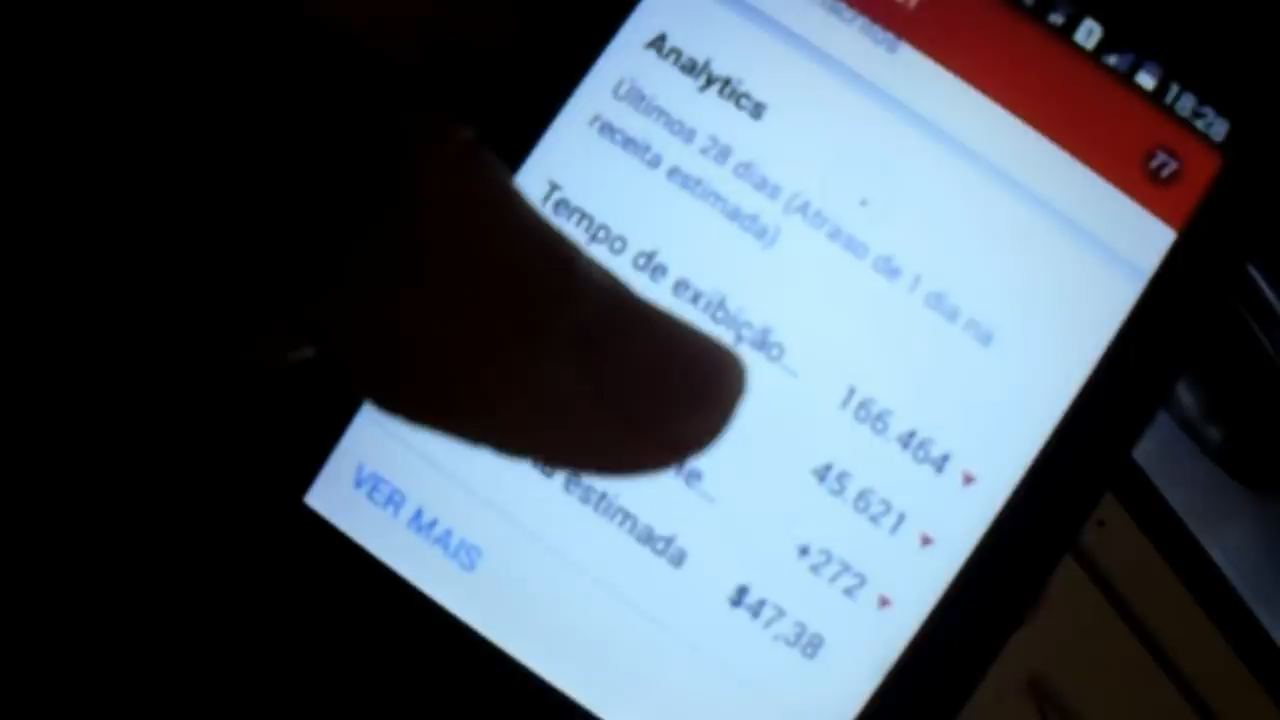 18:28
77
Analytics
Últimos 28 dias (Atraso de 1 dia na
receita estimada)
Tempo de exibição...
166.464
45.621
+272
estimada
$47,38
VER MAIS